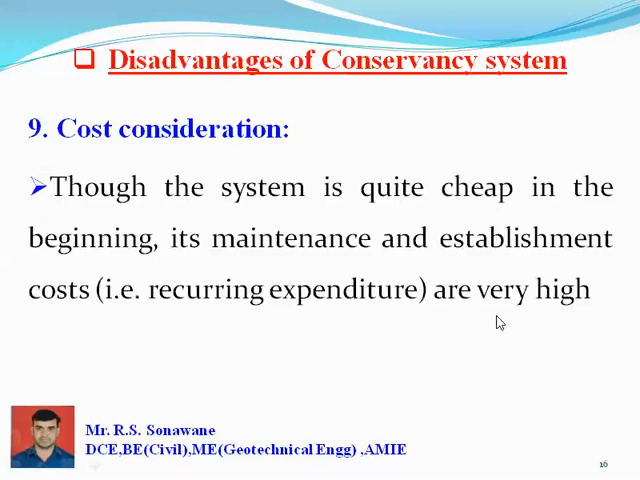 Disadvantages of Conservancy system
9. Cost consideration:
Though the system is quite cheap in the
beginning, its maintenance and establishment
costs (i.e. recurring expenditure) are very high
Mr. R.S. Sonawane
DCE,BE(Civil),ME(Geotechnical Engg) ,AMIE
16